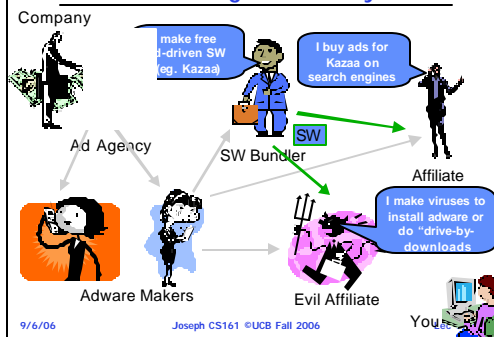 Company
make free
d-driven SW
(eg. Kazaa)
I buy ads for
Kazaa on
search engines
Ad Agency
SW
SW Bundler
Affiliate
I make viruses to
install adware or
do "drive-by-
downloads
Adware Makers
Evil Affiliate
You
9/6/06
Joseph CS161 ©UCB Fall 2006
Lec